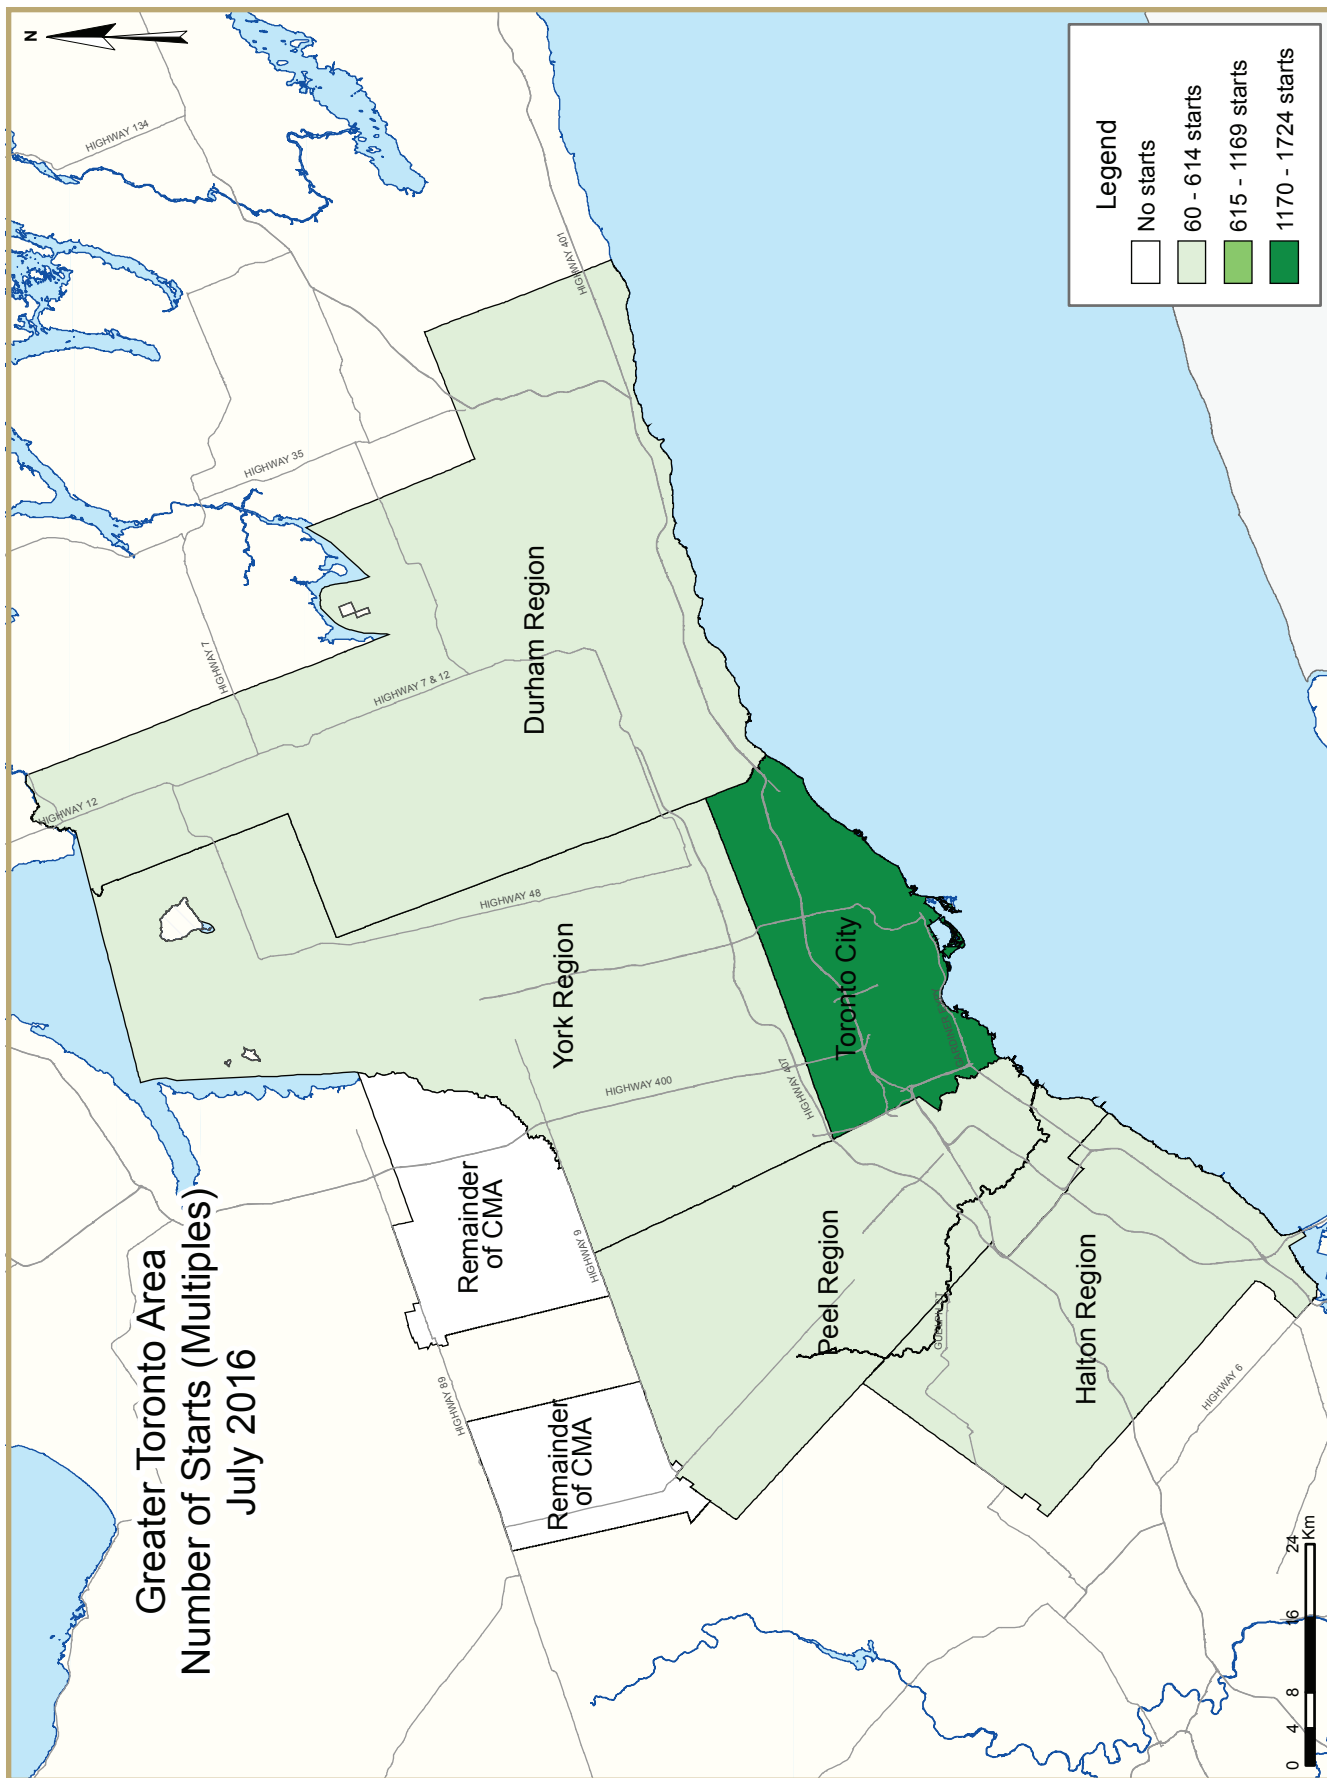 Greater Toronto Area
Number of Starts (Multiples)
July 2016
N
HIGHWAY 134
HIGHWAY 401
HIGHWAY 35
HIGHWAY 7
HIGHWAY 7 & 12
HIGHWAY 12
Durham Region
HIGHWAY 48
York Region
Toronto City
HIGHWAY 407
HIGHWAY 400
Remainder
of CMA
HIGHWAY 9
HIGHWAY 89
Remainder
of CMA
Peel Region
Halton Region
HIGHWAY 6
Legend
No starts
60 - 614 starts
615 - 1169 starts
1170 - 1724 starts
0 4 8 16 24
Km